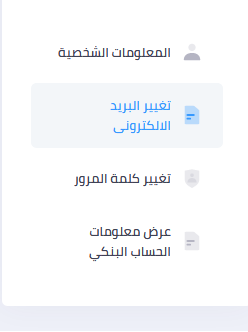 المعلومات الشخصية
تغيير البريد
الالكترونى
تغيير كلمة المرور
عرض معلومات
الحساب البنكي